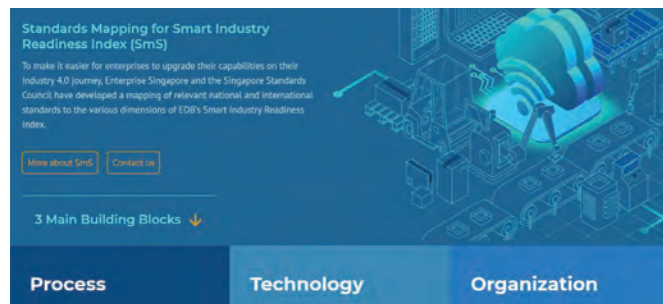 Standards Mapping for Smart Industry
Readiness Index (SmS)
To make it easier for enterprises to upgrade their capabilities on their
Industry 4.0 journey, Enterprise Singapore and the Singapore Standards
Council have developed a mapping of relevant national and international
standards to the various dimensions of EDB's Smart Industry Readiness
Index.
More about SmS Contact us
3 Main Building Blocks
Process Technology Organization